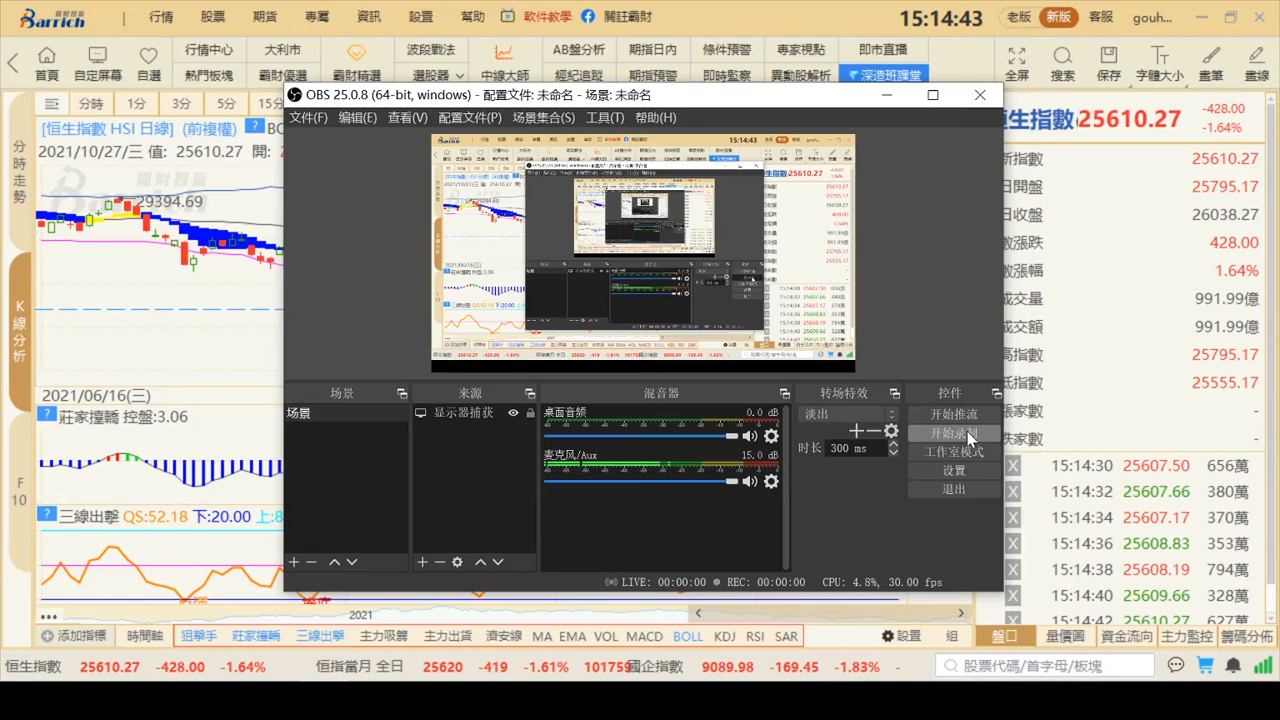 Barrich
行情 股票 期货 專屬 資訊 設置 幫助 軟件教學 關註霸財 15:14:43 老版 新版 客服 gouh...
首頁 自定屏幕 自選
行情中心 大利市 波段戰法 AB盤分析 期指日內 條件預警 專家視點 即市直播
熱門板塊 霸財優選 霸財精選 選股器 中線大師 經紀追蹤 期指預警 即時監察 異動股解析 深造班課堂
全屏 搜索 保存 字體大小 畫筆 畫線
分時 1分 3分 5分 15分
OBS 25.0.8 (64-bit, windows) - 配置文件: 未命名 - 场景: 未命名
文件(F) 编辑(E) 查看(V) 配置文件(P) 场景集合(S) 工具(T) 帮助(H)
[恒生指數 HSI 日線] (前複權) ?
2021/10/27/三 值: 25610.27 開:
29394.69
分時走勢
K線分析
F10
生指數 25610.27 -428.00 -1.64%
新指數 25610.27
日開盤 25795.17
日收盤 26038.27
數漲跌 428.00
數漲幅 1.64%
成交量 991.99億
成交額 991.99億
高指數 25795.17
低指數 25555.17
張家數 -
跌家數 -
2021/06/16(三)
? 莊家撞轎 控盤:3.06
? 三線出擊 QS:52.18 下:20.00
场景 来源 混音器 转场特效 控件
场景
显示器捕获
桌面音频 0.0 dB
麦克风/Aux 15.0 dB
淡出
时长 300 ms
开始推流
开始录制
工作室模式
设置
退出
LIVE: 00:00:00 REC: 00:00:00 CPU: 4.8%, 30.00 fps
X 15:14:30 25607.50 656萬
X 15:14:32 25607.66 380萬
X 15:14:34 25607.17 370萬
X 15:14:36 25608.83 353萬
X 15:14:38 25608.19 794萬
X 15:14:40 25609.66 328萬
15:14:42 25610.27 627萬
2021
添加指標 時間軸 狙擊手 莊家撞轎 三線出擊 主力吸籌 主力出貨 濟安線 MA EMA VOL MACD BOLL KDJ RSI SAR 設置 組 盤口 量價圖 資金流向 主力監控 籌碼分佈
恒生指數 25610.27 -428.00 -1.64% 恒指當月 全日 25620 -419 -1.61% 101759 國企指數 9089.98 -169.45 -1.83% - 股票代碼/首字母/板塊